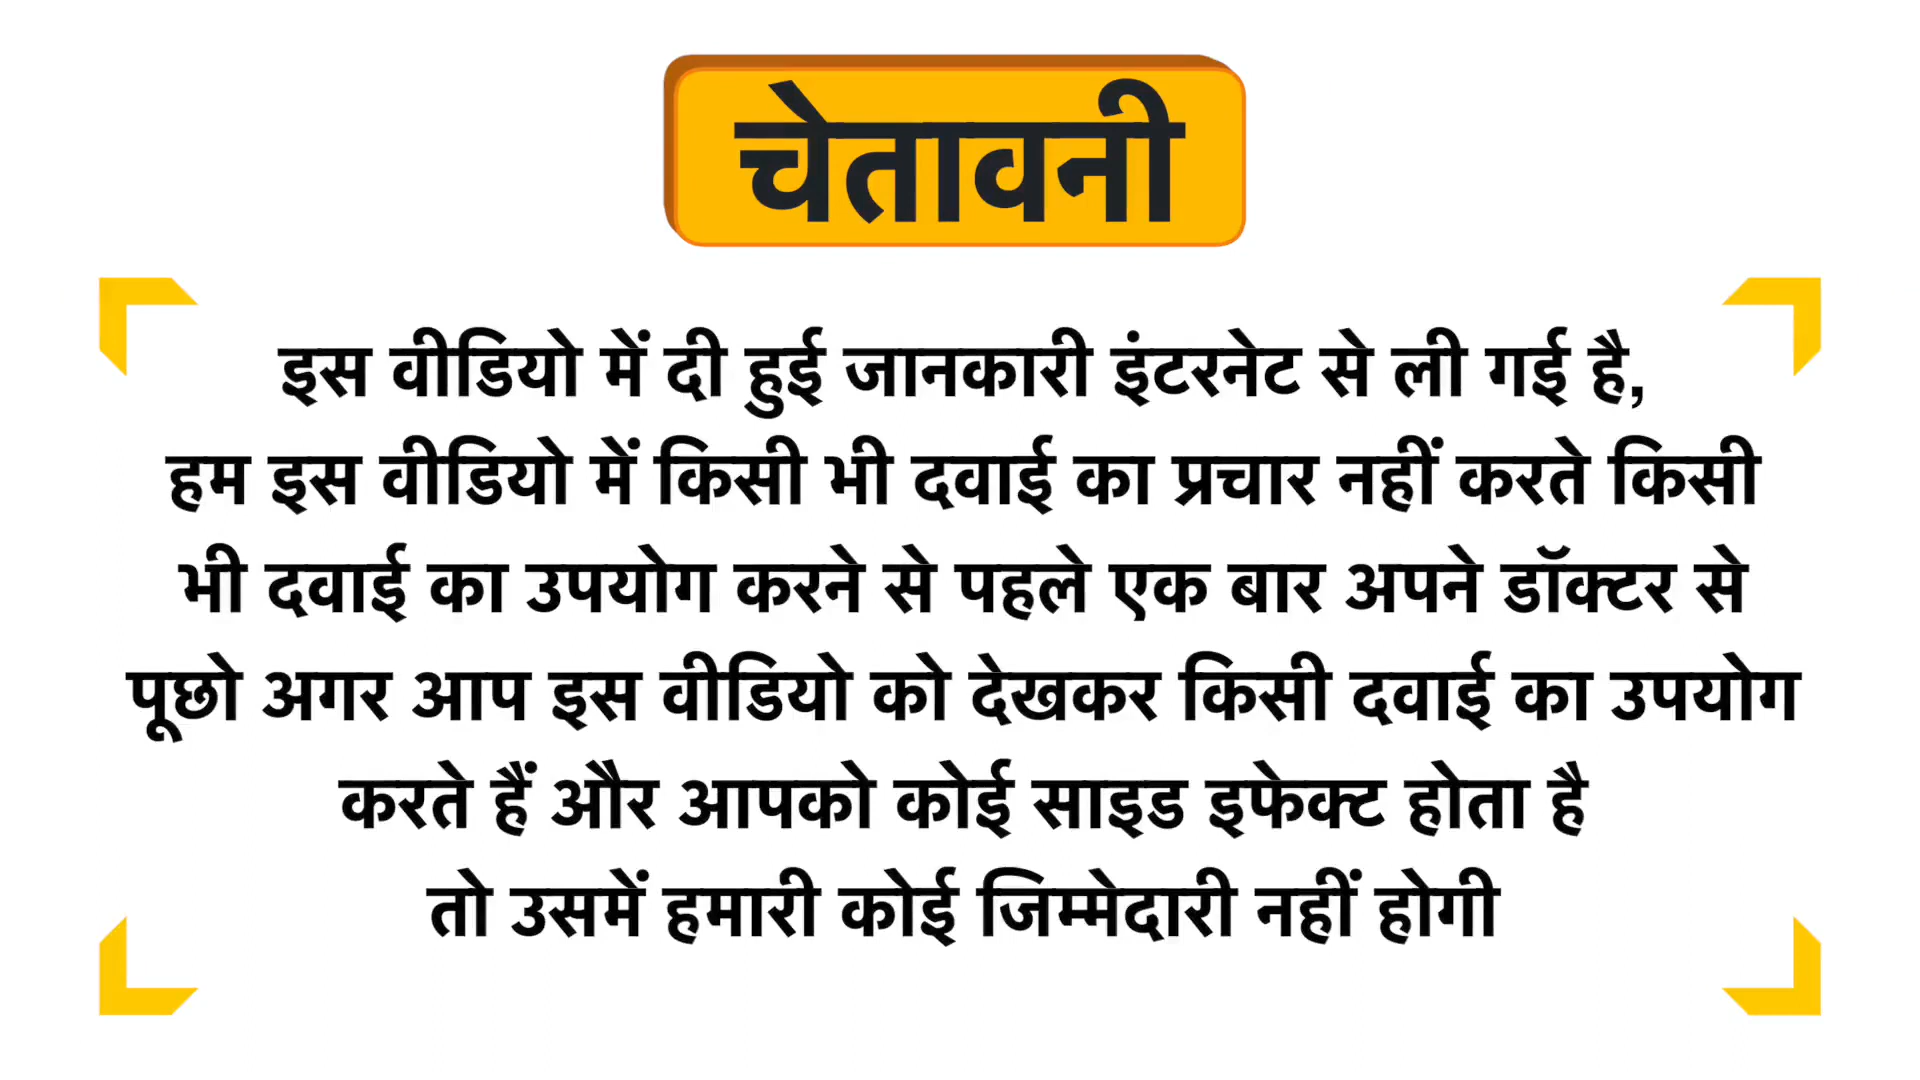 चेतावनी
इस वीडियो में दी हुई जानकारी इंटरनेट से ली गई है,
हम इस वीडियो में किसी भी दवाई का प्रचार नहीं करते किसी
भी दवाई का उपयोग करने से पहले एक बार अपने डॉक्टर से
पूछो अगर आप इस वीडियो को देखकर किसी दवाई का उपयोग
करते हैं और आपको कोई साइड इफेक्ट होता है
तो उसमें हमारी कोई जिम्मेदारी नहीं होगी